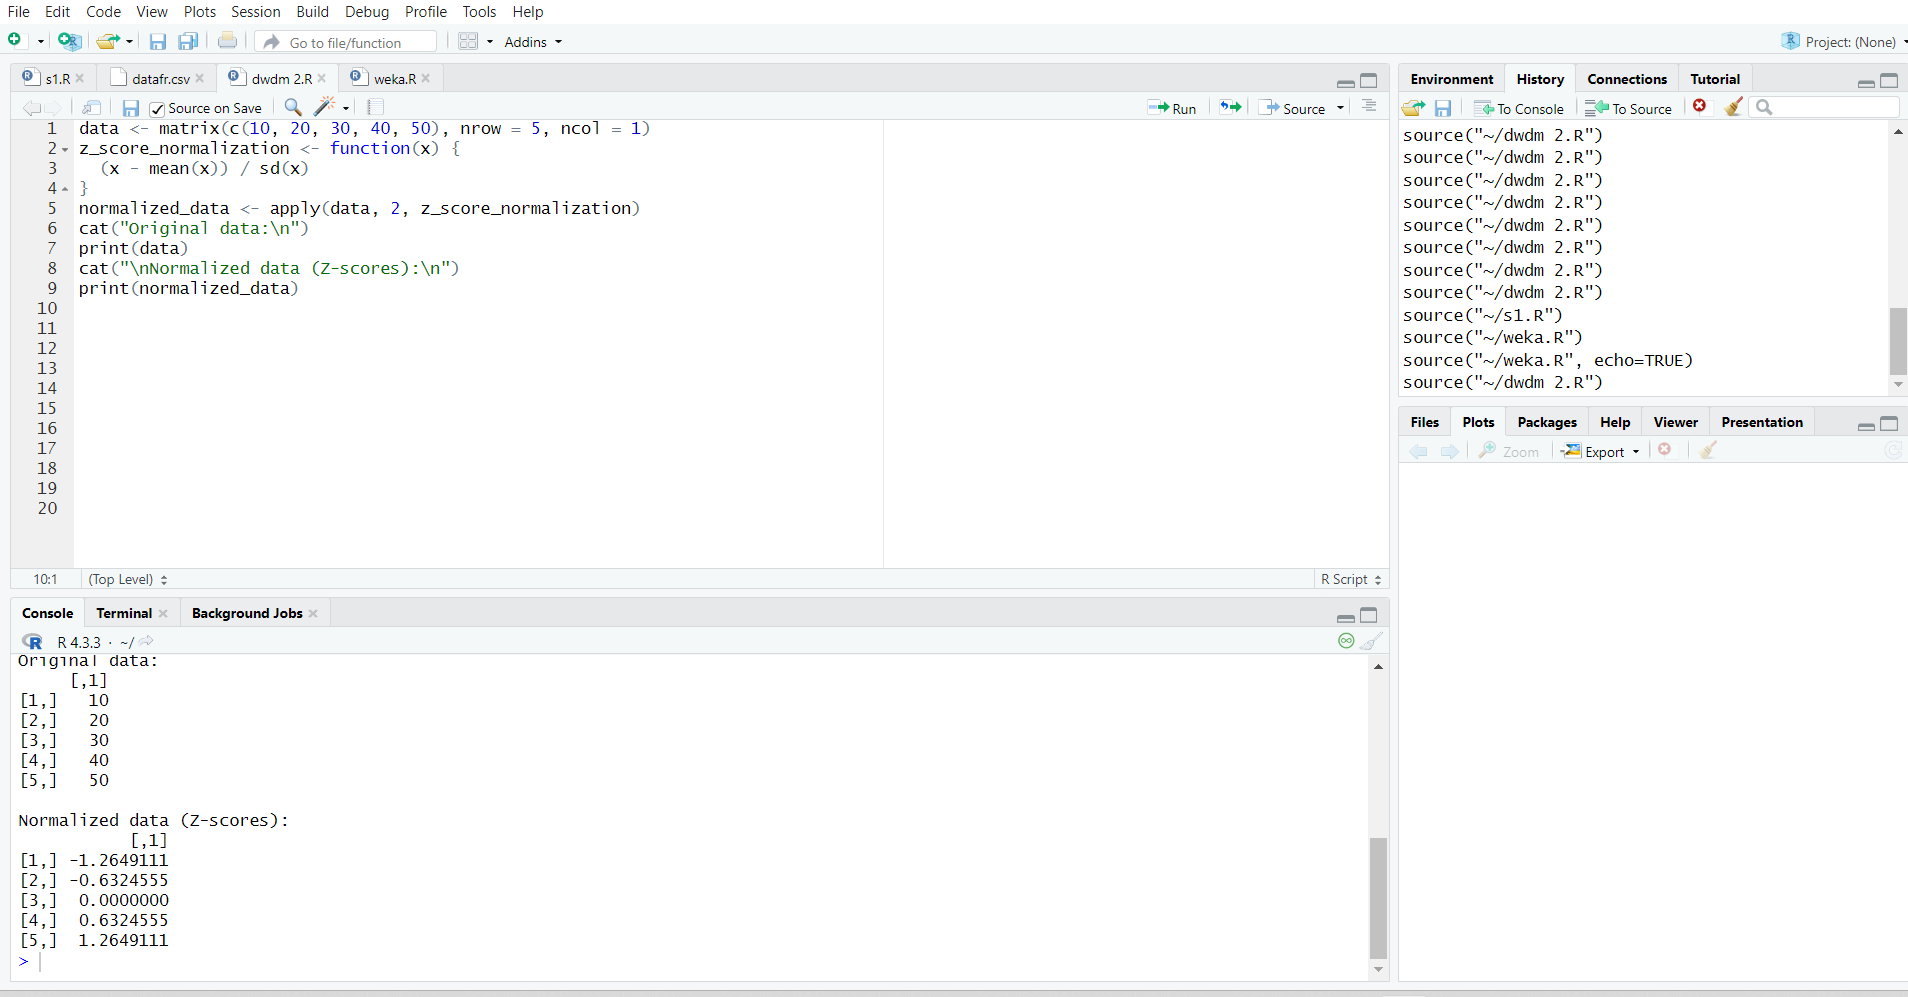 File Edit Code View Plots Session Build Debug Profile Tools Help
Go to file/function Addins Project: (None)
s1.R datafr.csv dwdm 2.R weka.R
Source on Save Run Source
1 data <- matrix(c(10, 20, 30, 40, 50), nrow = 5, ncol = 1)
2 z_score_normalization <- function(x) {
3 (x - mean(x)) / sd(x)
4 }
5 normalized_data <- apply(data, 2, z_score_normalization)
6 cat("Original data:\n")
7 print(data)
8 cat("\nNormalized data (Z-scores):\n")
9 print(normalized_data)
10
11
12
13
14
15
16
17
18
19
20
10:1 (Top Level) R Script
Console Terminal Background Jobs
R 4.3.3 · ~/
Original data:
[,1]
[1,] 10
[2,] 20
[3,] 30
[4,] 40
[5,] 50
Normalized data (Z-scores):
[,1]
[1,] -1.2649111
[2,] -0.6324555
[3,] 0.0000000
[4,] 0.6324555
[5,] 1.2649111
>
Environment History Connections Tutorial
To Console To Source
source("~/dwdm 2.R")
source("~/dwdm 2.R")
source("~/dwdm 2.R")
source("~/dwdm 2.R")
source("~/dwdm 2.R")
source("~/dwdm 2.R")
source("~/dwdm 2.R")
source("~/dwdm 2.R")
source("~/s1.R")
source("~/weka.R")
source("~/weka.R", echo=TRUE)
source("~/dwdm 2.R")
Files Plots Packages Help Viewer Presentation
Zoom Export